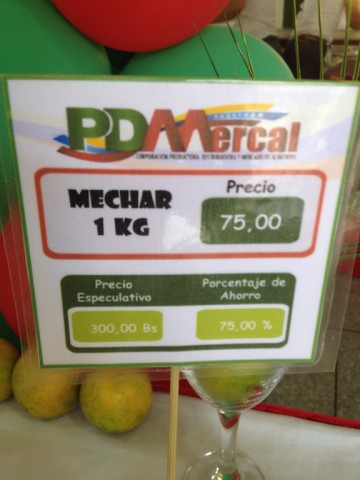 PDMercal
CORPORACIÓN PRODUCTORA, DISTRIBUIDORA Y MERCADO DE ALIMENTOS
MECHAR
1 KG
Precio
75,00
Precio
Especulativo
Porcentaje de
Ahorro
300,00 Bs
75,00 %